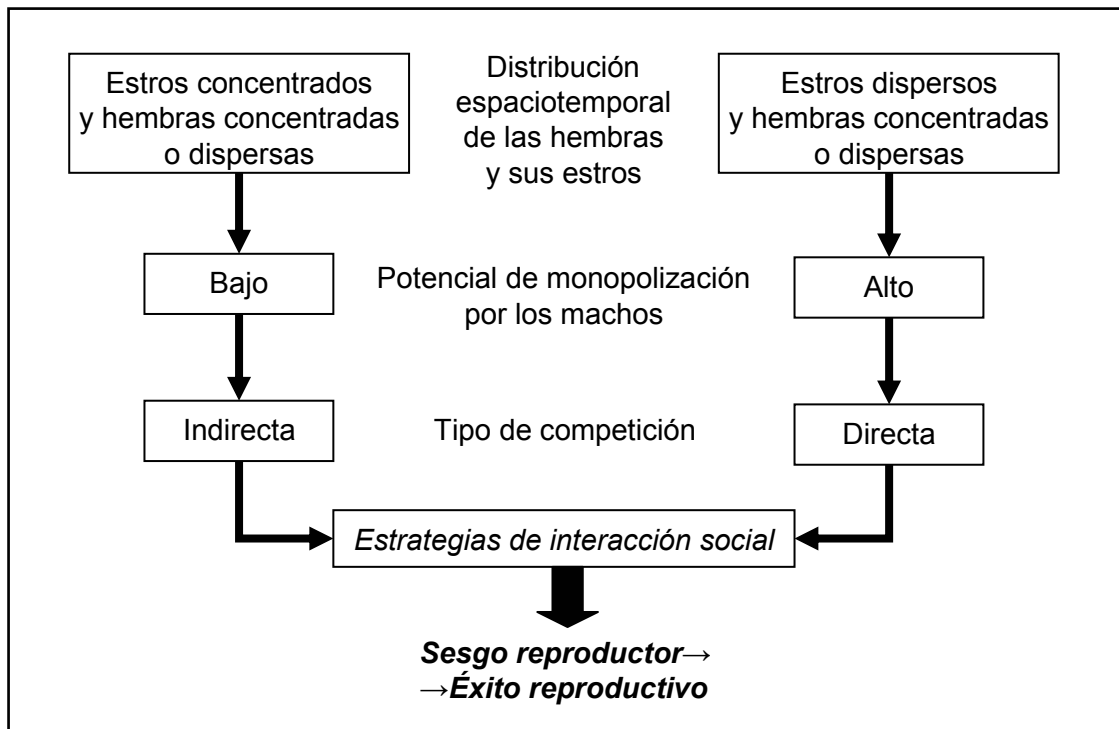 Estros concentrados
y hembras concentradas
o dispersas
Distribución
espaciotemporal
de las hembras
y sus estros
Estros dispersos
y hembras concentradas
o dispersas
Bajo
Potencial de monopolización
por los machos
Alto
Indirecta
Tipo de competición
Directa
Estrategias de interacción social
Sesgo reproductor→
→Éxito reproductivo